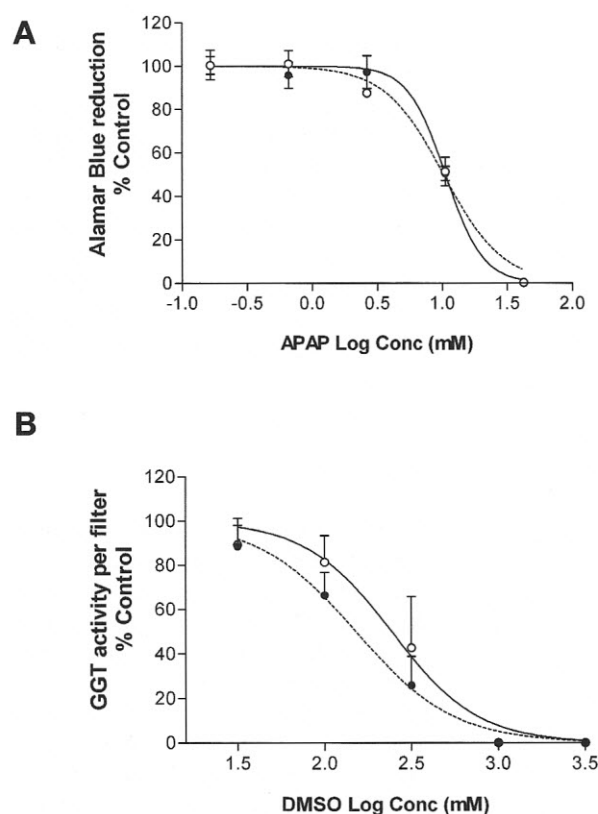 A
Alamar Blue reduction
% Control
120
100
80
60
40
20
0
-1.0 -0.5 0.0 0.5 1.0 1.5 2.0
APAP Log Conc (mM)
B
GGT activity per filter
% Control
120
100
80
60
40
20
0
1.5 2.0 2.5 3.0 3.5
DMSO Log Conc (mM)